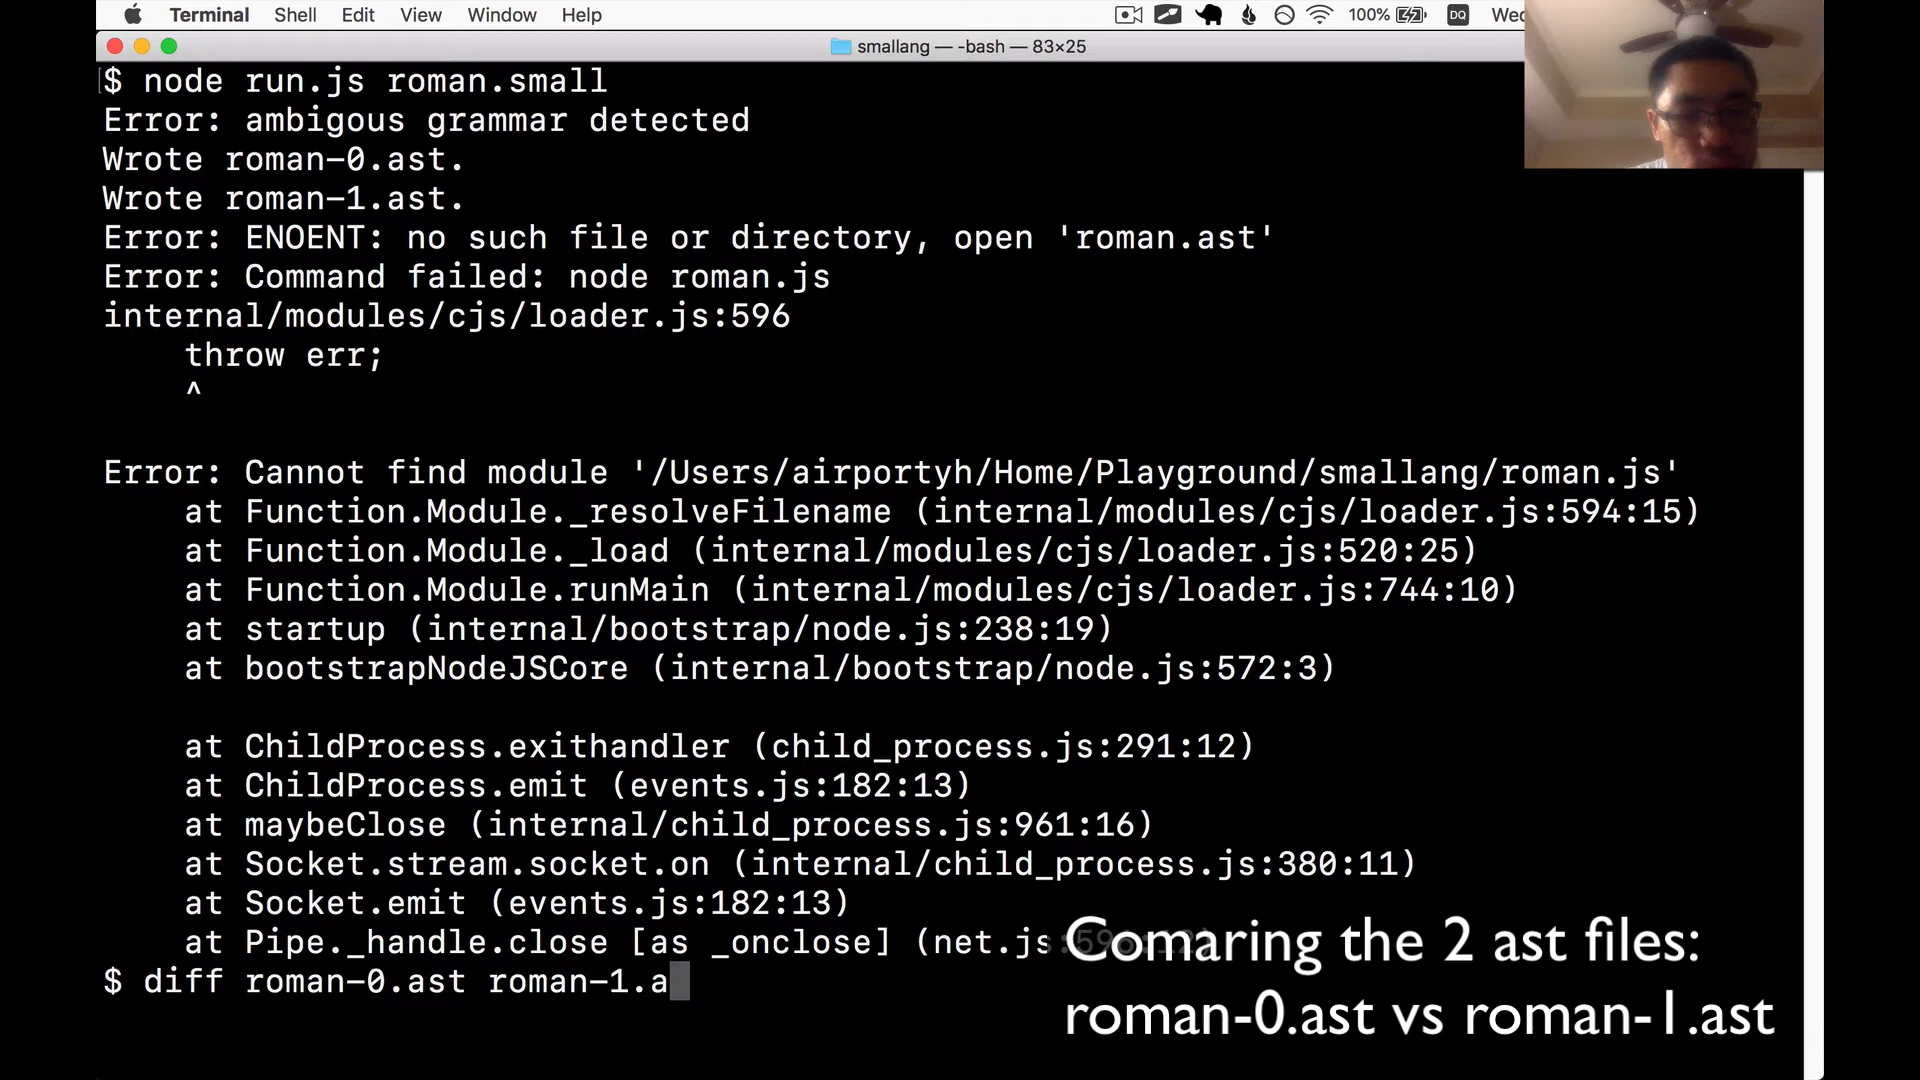 Terminal Shell Edit View Window Help 100% DQ Wed
smallang — -bash — 83×25
$ node run.js roman.small
Error: ambigous grammar detected
Wrote roman-0.ast.
Wrote roman-1.ast.
Error: ENOENT: no such file or directory, open 'roman.ast'
Error: Command failed: node roman.js
internal/modules/cjs/loader.js:596
throw err;
^
Error: Cannot find module '/Users/airportyh/Home/Playground/smallang/roman.js'
at Function.Module._resolveFilename (internal/modules/cjs/loader.js:594:15)
at Function.Module._load (internal/modules/cjs/loader.js:520:25)
at Function.Module.runMain (internal/modules/cjs/loader.js:744:10)
at startup (internal/bootstrap/node.js:238:19)
at bootstrapNodeJSCore (internal/bootstrap/node.js:572:3)
at ChildProcess.exithandler (child_process.js:291:12)
at ChildProcess.emit (events.js:182:13)
at maybeClose (internal/child_process.js:961:16)
at Socket.stream.socket.on (internal/child_process.js:380:11)
at Socket.emit (events.js:182:13)
at Pipe._handle.close [as _onclose] (net.js
$ diff roman-0.ast roman-1.a
Comaring the 2 ast files:
roman-0.ast vs roman-1.ast